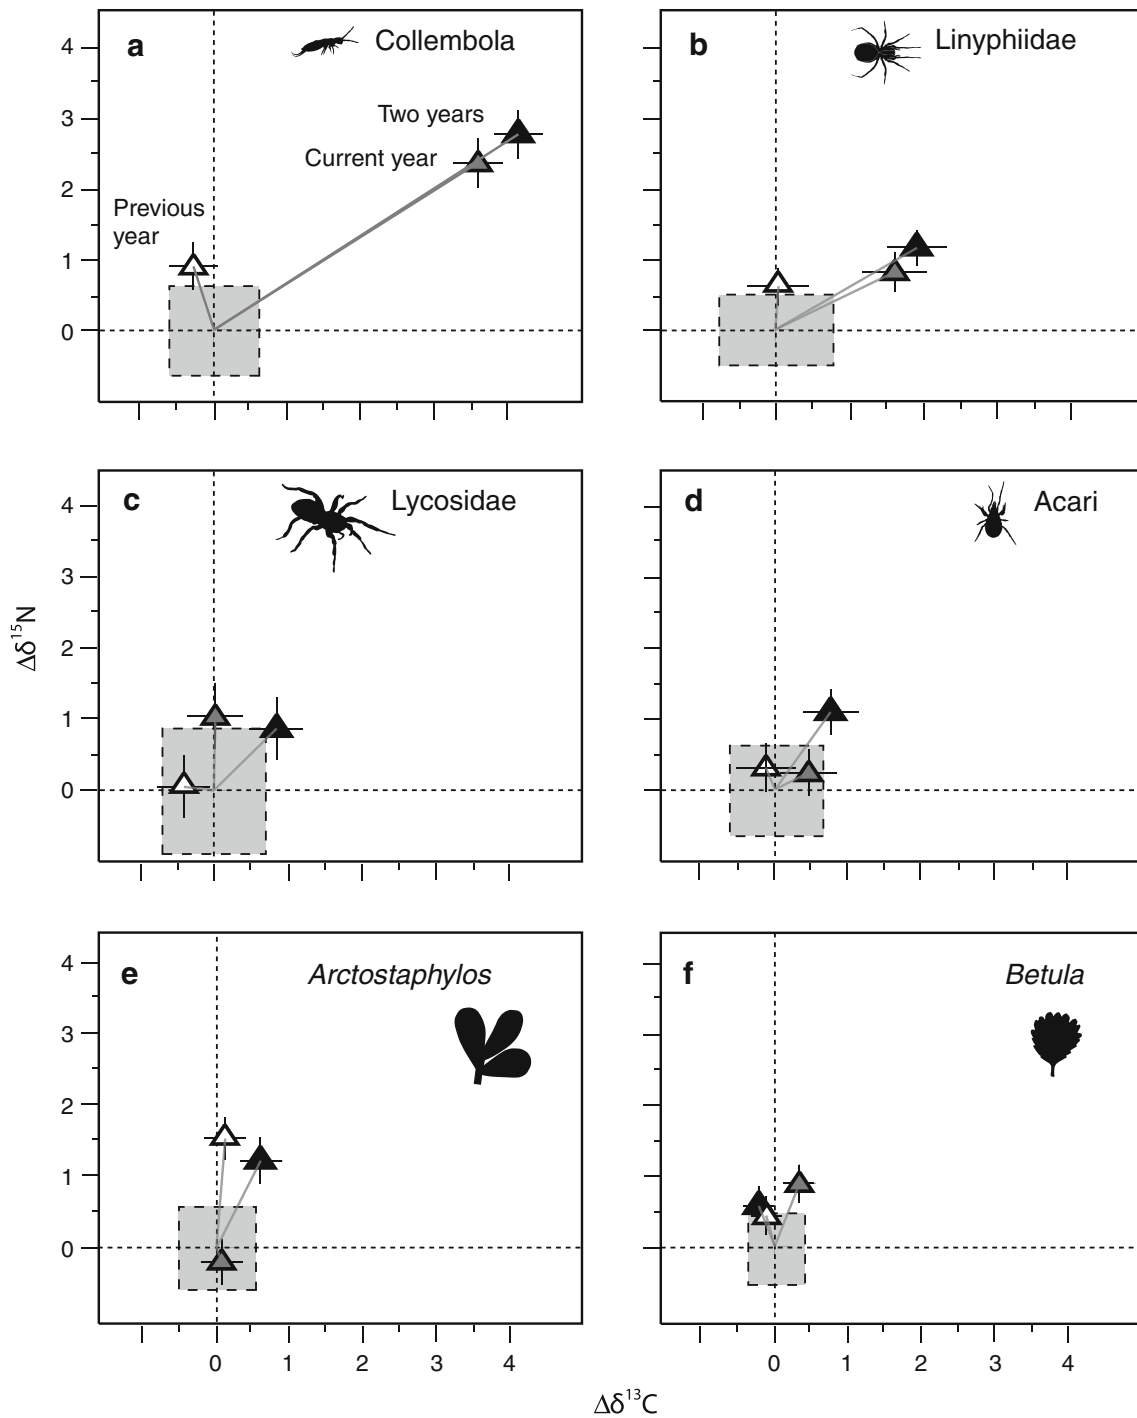 a
Collembola
b
Linyphiidae
4
3
2
1
0
Two years
Current year
Previous
year
c
Lycosidae
d
Acari
4
3
2
1
0
Δδ¹⁵N
e
Arctostaphylos
f
Betula
4
3
2
1
0
0 1 2 3 4
0 1 2 3 4
Δδ¹³C